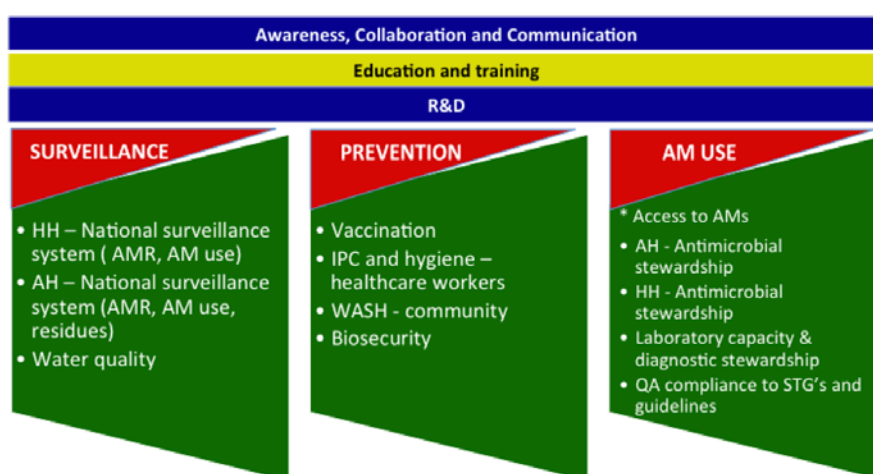 Awareness, Collaboration and Communication
Education and training
R&D
SURVEILLANCE
• HH – National surveillance
system ( AMR, AM use)
• AH – National surveillance
system (AMR, AM use,
residues)
• Water quality
PREVENTION
• Vaccination
• IPC and hygiene –
healthcare workers
• WASH - community
• Biosecurity
AM USE
* Access to AMs
• AH - Antimicrobial
stewardship
• HH - Antimicrobial
stewardship
• Laboratory capacity &
diagnostic stewardship
• QA compliance to STG's and
guidelines